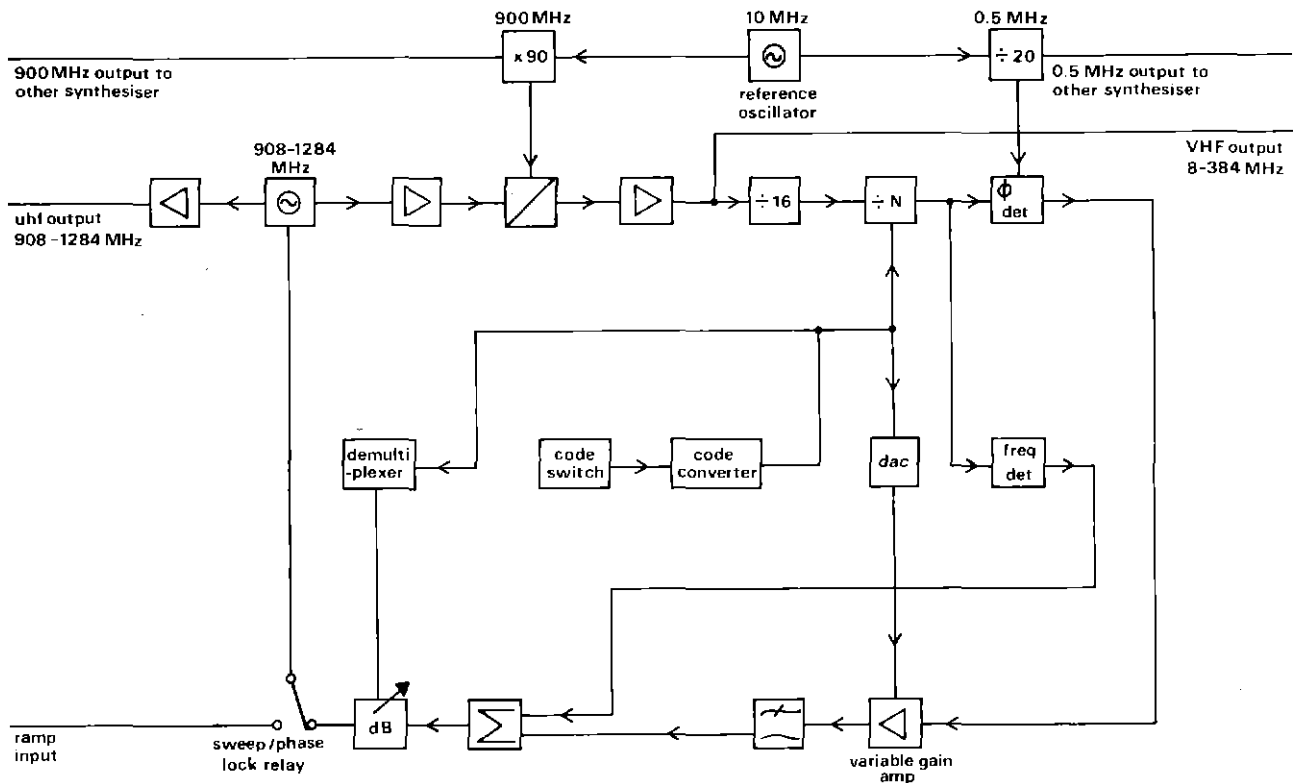 900 MHz
10 MHz
0.5 MHz
x 90
÷ 20
900 MHz output to
other synthesiser
reference
oscillator
0.5 MHz output to
other synthesiser
908-1284
MHz
VHF output
8-384 MHz
÷ 16
÷ N
ϕ
det
uhf output
908-1284 MHz
demulti
-plexer
code
switch
code
converter
dac
freq
det
dB
Σ
ramp
input
sweep/phase
lock relay
variable gain
amp